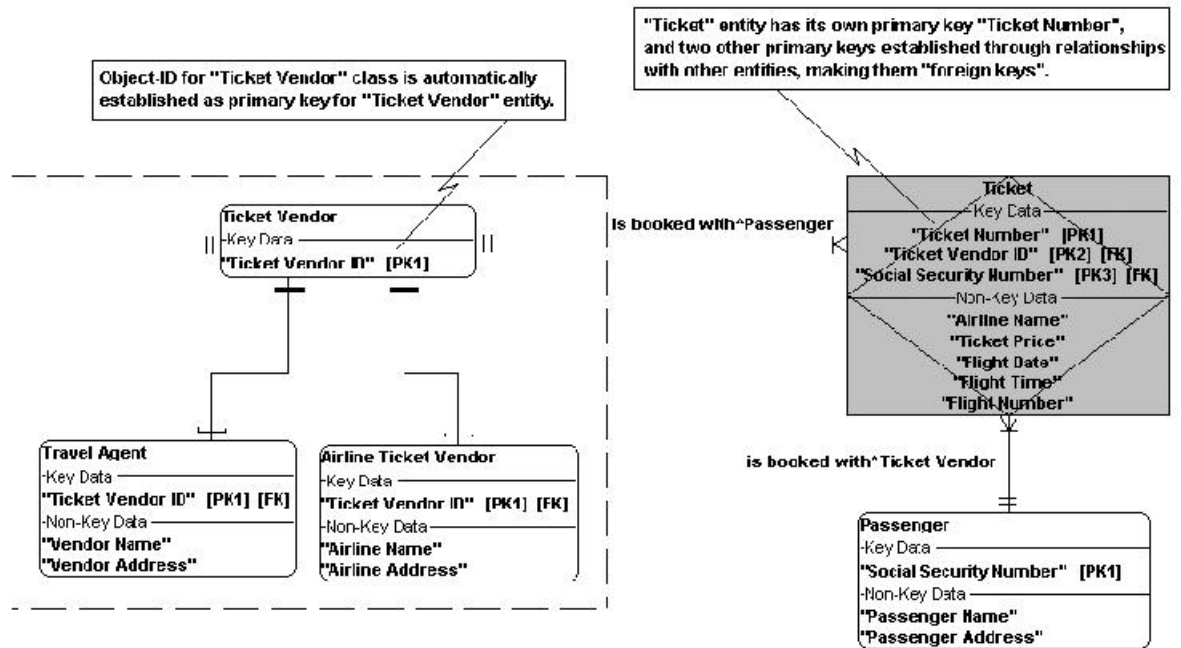 "Ticket" entity has its own primary key "Ticket Number",
and two other primary keys established through relationships
with other entities, making them "foreign keys".
Object-ID for "Ticket Vendor" class is automatically
established as primary key for "Ticket Vendor" entity.
Ticket Vendor
Key Data
"Ticket Vendor ID" [PK1]
is booked with^Passenger
Ticket
Key Data
"Ticket Number" [PK1]
"Ticket Vendor ID" [PK2] [FK]
"Social Security Number" [PK3] [FK]
Non-Key Data
"Airline Name"
"Ticket Price"
"Flight Date"
"Flight Time"
"Flight Number"
Travel Agent
Key Data
"Ticket Vendor ID" [PK1] [FK]
Non-Key Data
"Vendor Name"
"Vendor Address"
Airline Ticket Vendor
Key Data
"Ticket Vendor ID" [PK1] [FK]
Non-Key Data
"Airline Name"
"Airline Address"
is booked with^Ticket Vendor
Passenger
Key Data
"Social Security Number" [PK1]
Non-Key Data
"Passenger Name"
"Passenger Address"